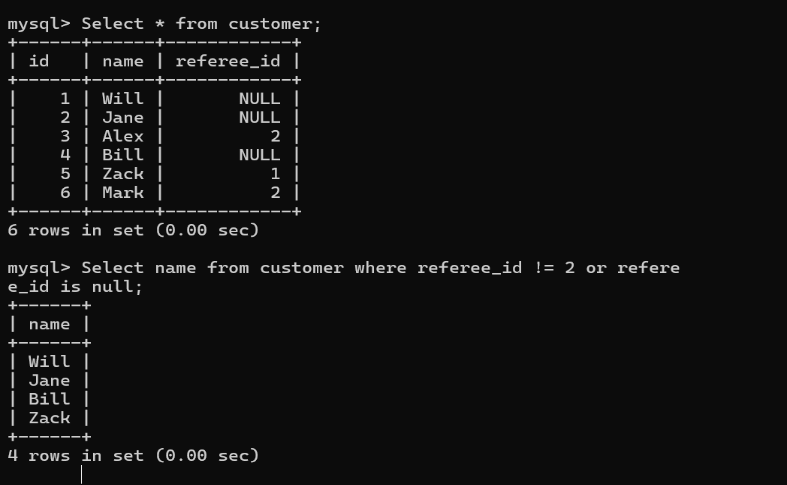 mysql> Select * from customer;
+------+------+------------+
| id   | name | referee_id |
+------+------+------------+
|    1 | Will |       NULL |
|    2 | Jane |       NULL |
|    3 | Alex |          2 |
|    4 | Bill |       NULL |
|    5 | Zack |          1 |
|    6 | Mark |          2 |
+------+------+------------+
6 rows in set (0.00 sec)

mysql> Select name from customer where referee_id != 2 or refere
e_id is null;
+------+
| name |
+------+
| Will |
| Jane |
| Bill |
| Zack |
+------+
4 rows in set (0.00 sec)